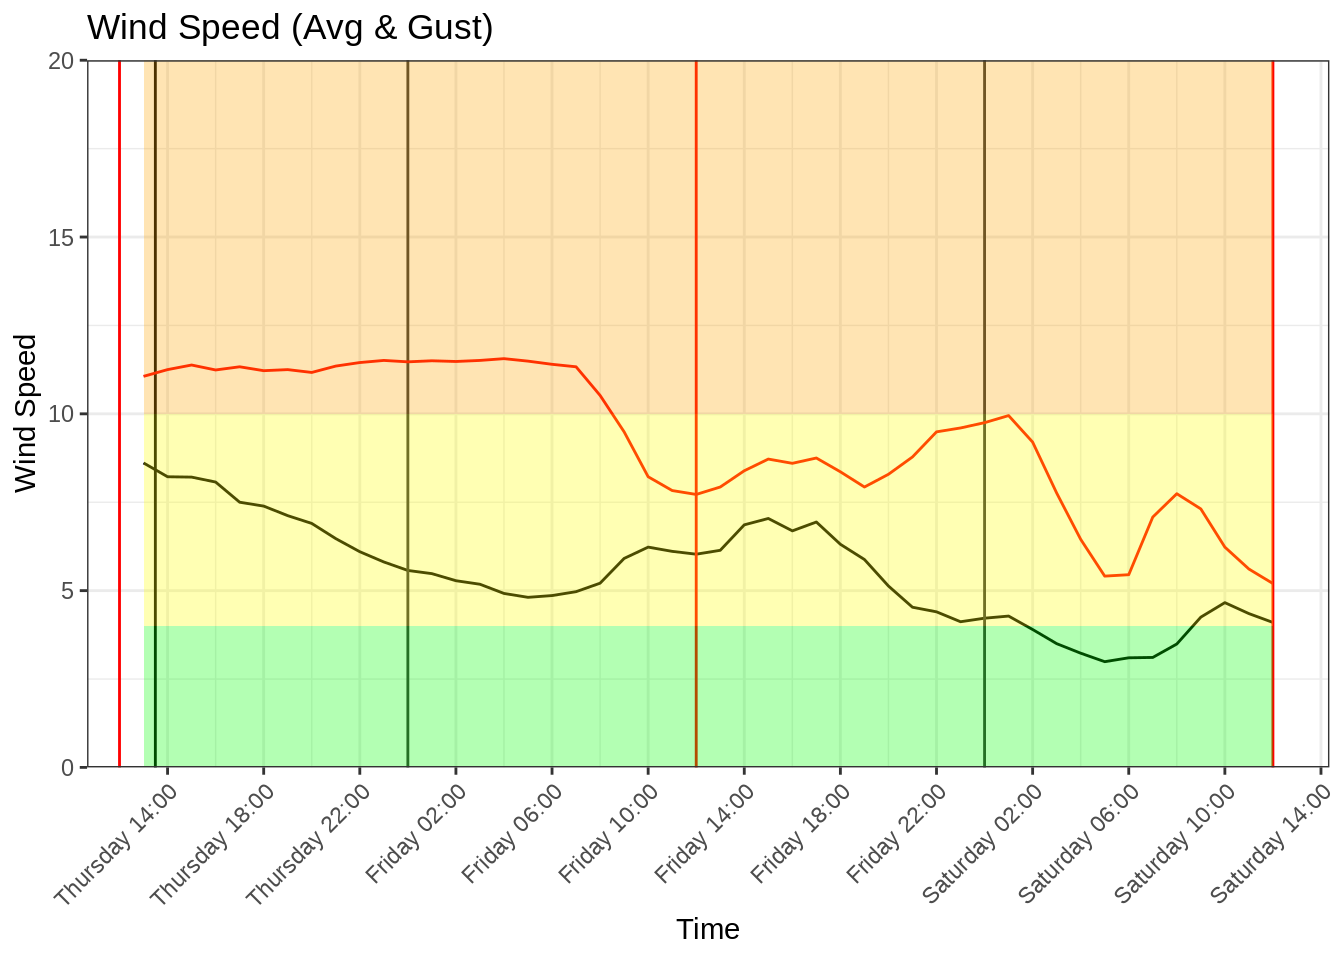 Wind Speed (Avg & Gust)
20
15
10
5
0
Wind Speed
Thursday 14:00
Thursday 18:00
Thursday 22:00
Friday 02:00
Friday 06:00
Friday 10:00
Friday 14:00
Friday 18:00
Friday 22:00
Saturday 02:00
Saturday 06:00
Saturday 10:00
Saturday 14:00
Time